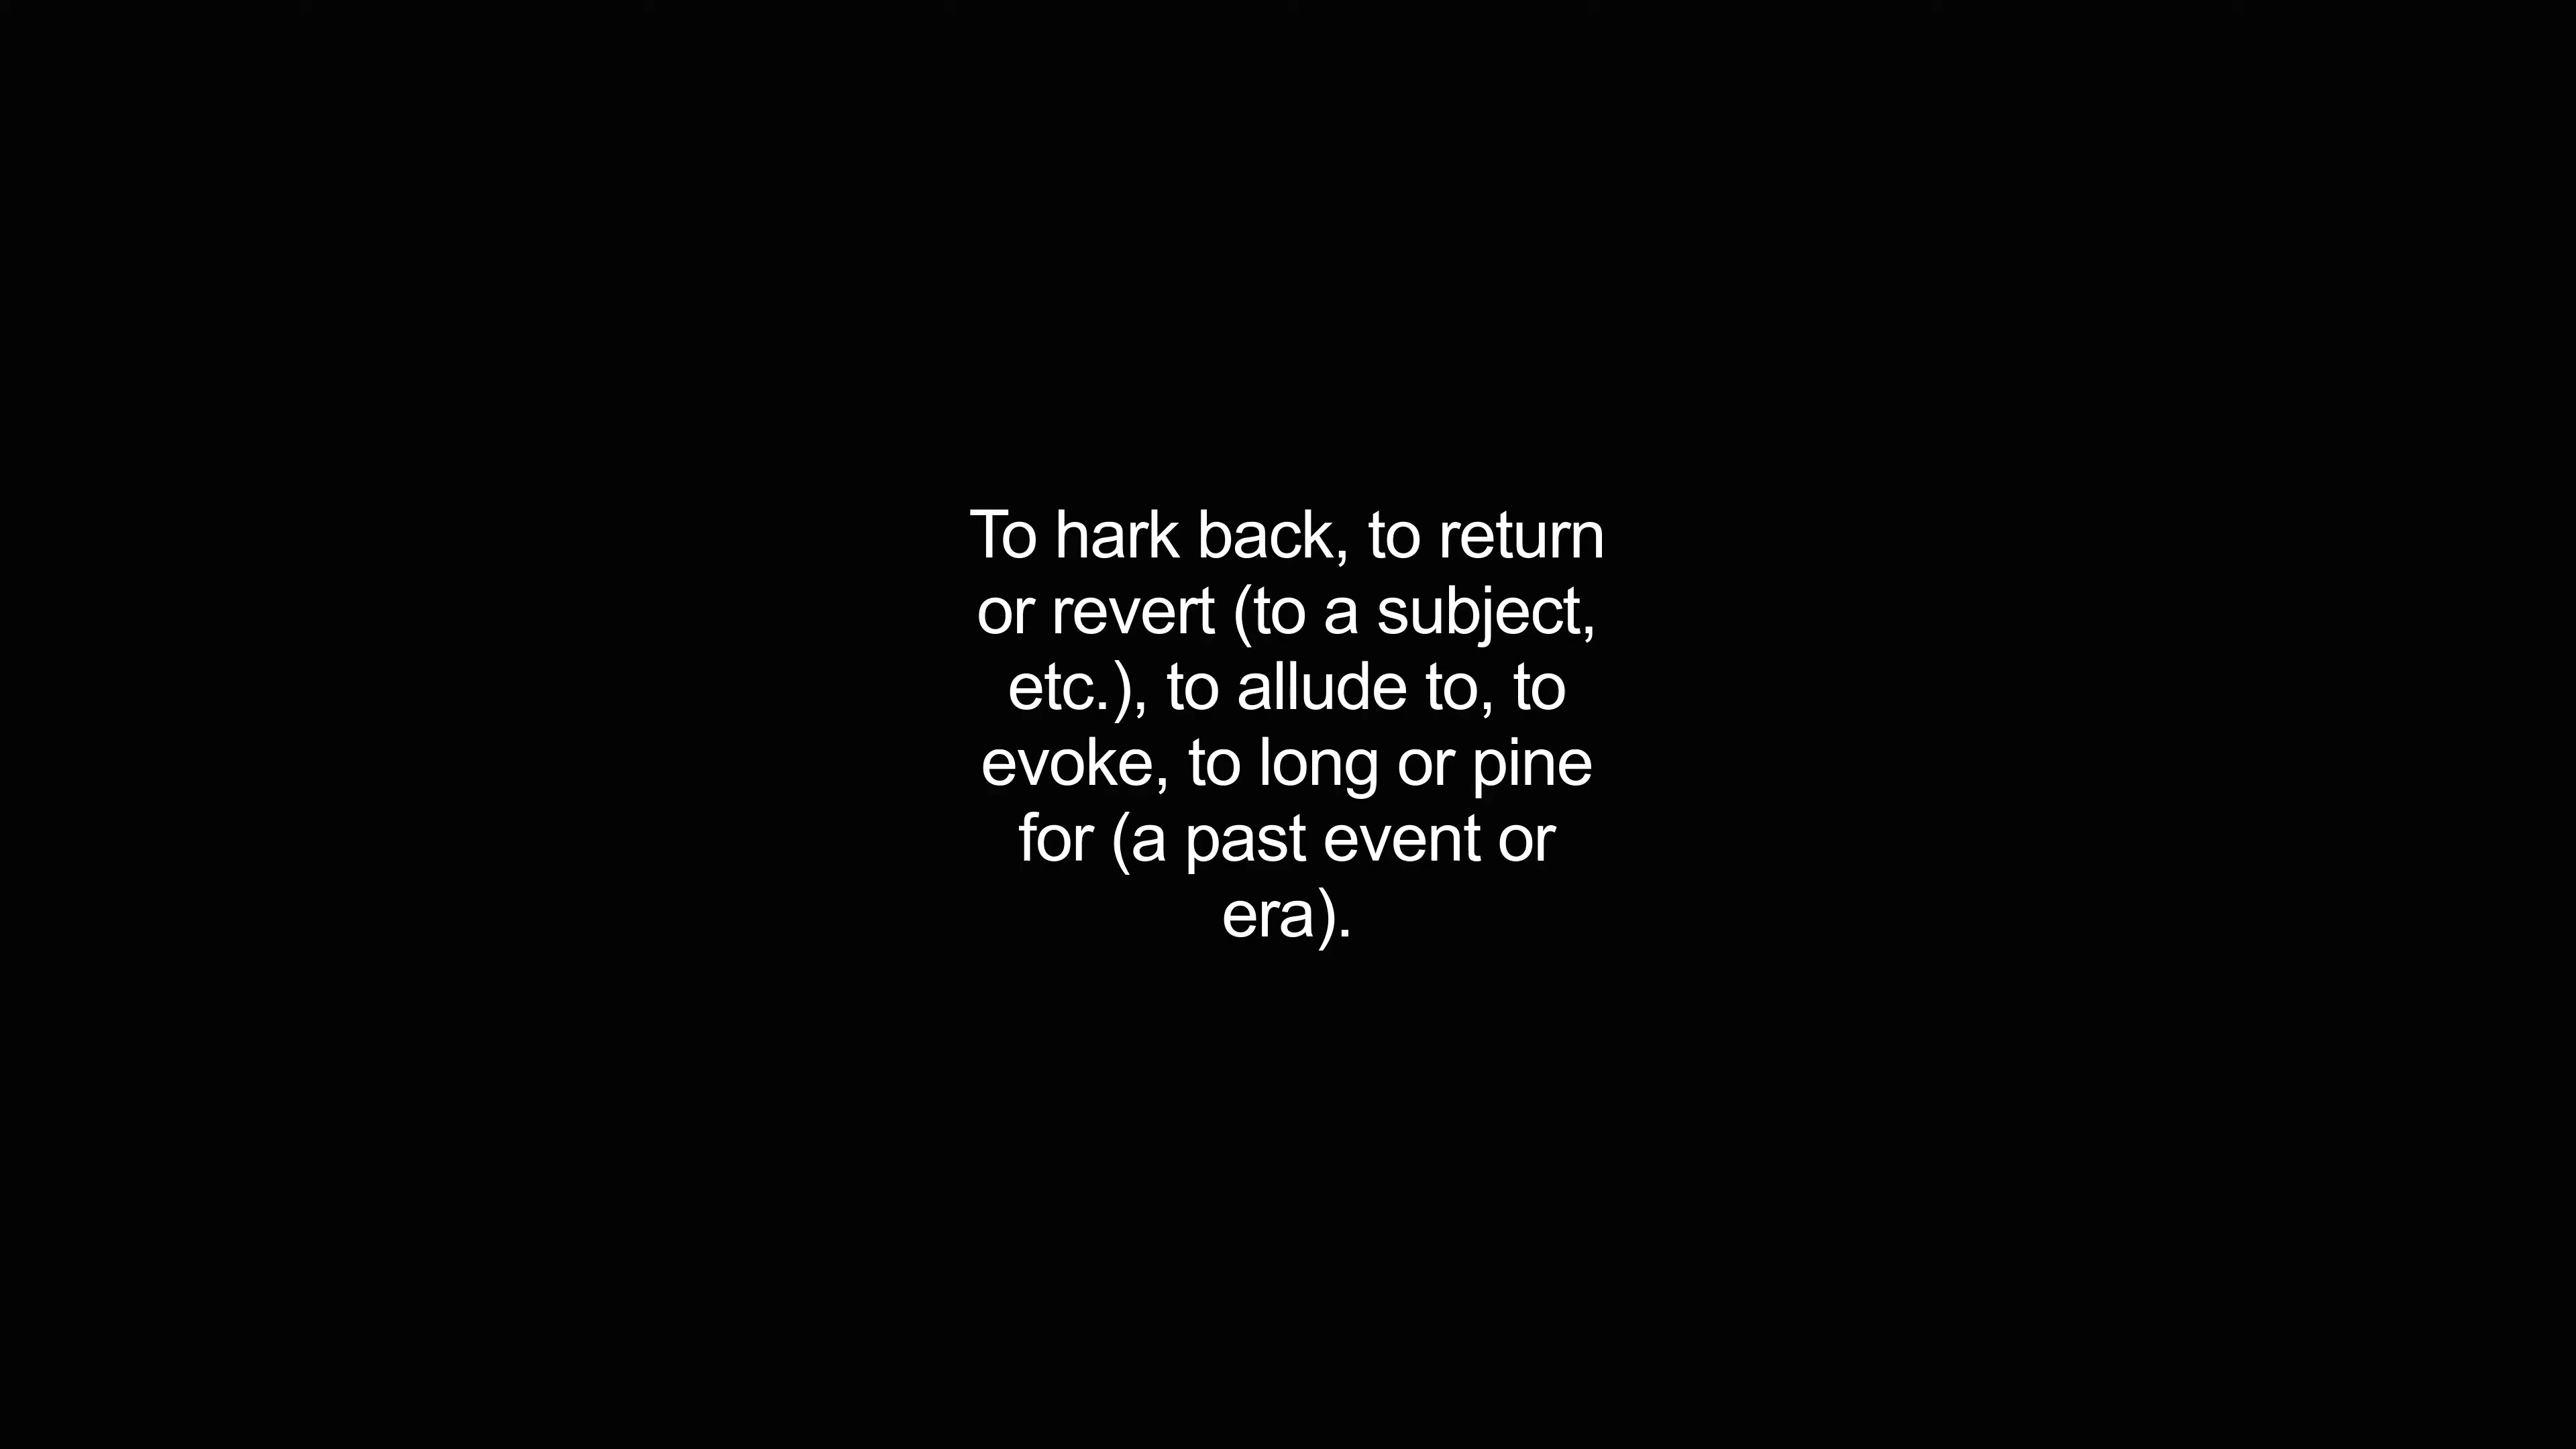 To hark back, to return
or revert (to a subject,
etc.), to allude to, to
evoke, to long or pine
for (a past event or
era).